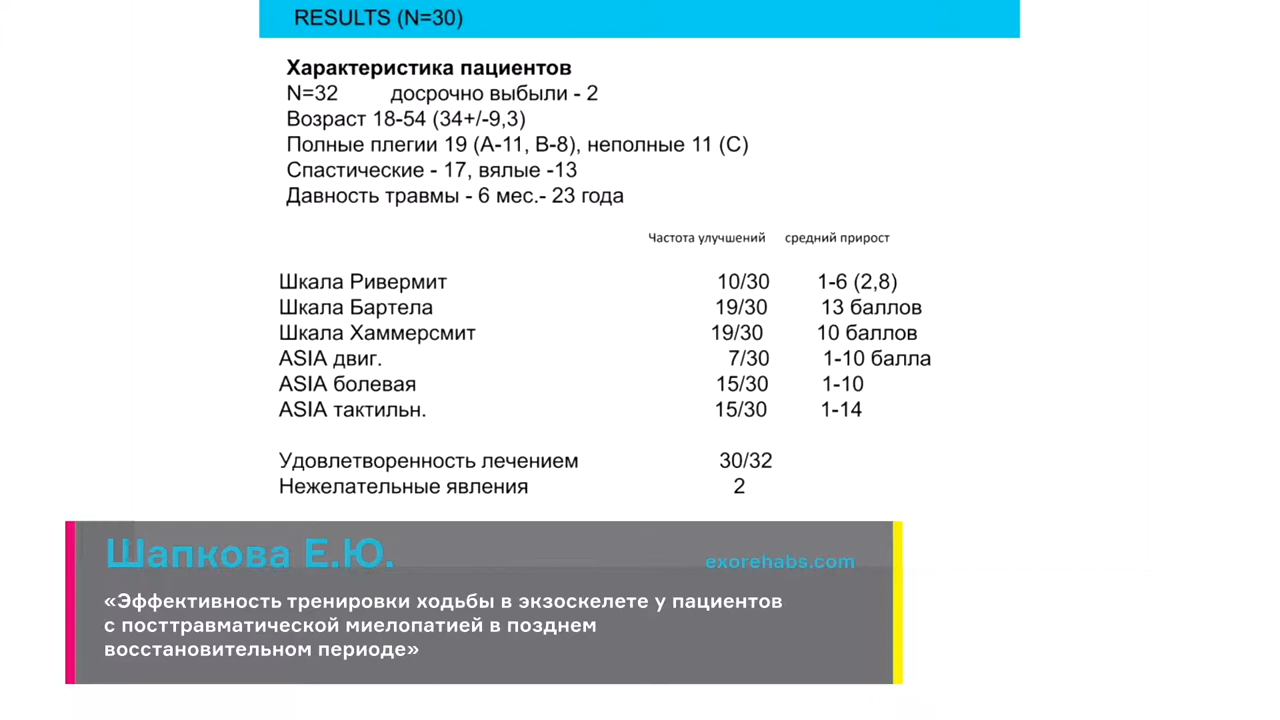 RESULTS (N=30)
Характеристика пациентов
N=32 досрочно выбыли - 2
Возраст 18-54 (34+/-9,3)
Полные плегии 19 (А-11, В-8), неполные 11 (С)
Спастические - 17, вялые -13
Давность травмы - 6 мес.- 23 года
Частота улучшений средний прирост
Шкала Ривермит 10/30 1-6 (2,8)
Шкала Бартела 19/30 13 баллов
Шкала Хаммерсмит 19/30 10 баллов
ASIA двиг. 7/30 1-10 балла
ASIA болевая 15/30 1-10
ASIA тактильн. 15/30 1-14
Удовлетворенность лечением 30/32
Нежелательные явления 2
Шапкова Е.Ю. exorehabs.com
«Эффективность тренировки ходьбы в экзоскелете у пациентов
с посттравматической миелопатией в позднем
восстановительном периоде»